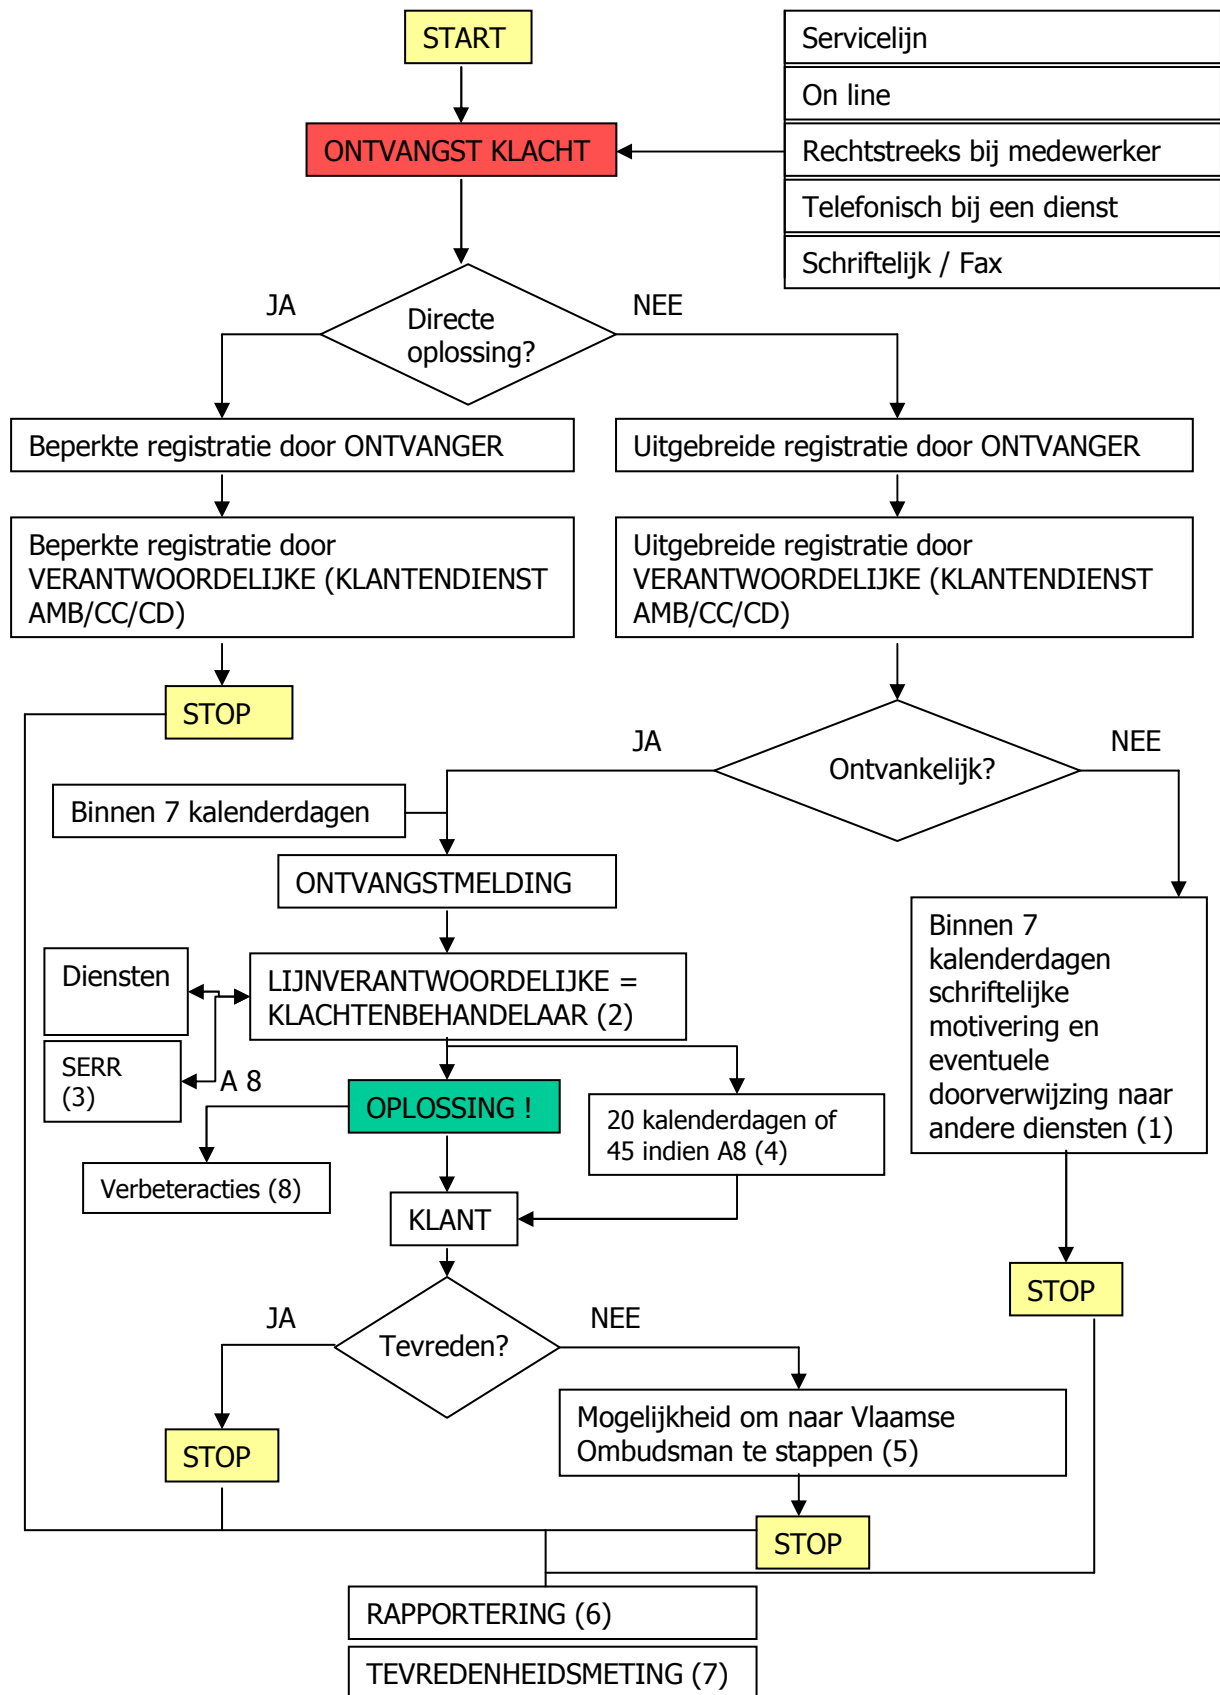 START
Servicelijn
On line
ONTVANGST KLACHT
Rechtstreeks bij medewerker
Telefonisch bij een dienst
Schriftelijk / Fax
JA
NEE
Directe
oplossing?
Beperkte registratie door ONTVANGER
Uitgebreide registratie door ONTVANGER
Beperkte registratie door
VERANTWOORDELIJKE (KLANTENDIENST
AMB/CC/CD)
Uitgebreide registratie door
VERANTWOORDELIJKE (KLANTENDIENST
AMB/CC/CD)
STOP
JA
NEE
Ontvankelijk?
Binnen 7 kalenderdagen
ONTVANGSTMELDING
Binnen 7
kalenderdagen
schriftelijke
motivering en
eventuele
doorverwijzing naar
andere diensten (1)
Diensten
LIJNVERANTWOORDELIJKE =
KLACHTENBEHANDELAAR (2)
SERR
(3)
A 8
OPLOSSING !
20 kalenderdagen of
45 indien A8 (4)
Verbeteracties (8)
KLANT
STOP
JA
NEE
Tevreden?
Mogelijkheid om naar Vlaamse
Ombudsman te stappen (5)
STOP
STOP
RAPPORTERING (6)
TEVREDENHEIDSMETING (7)